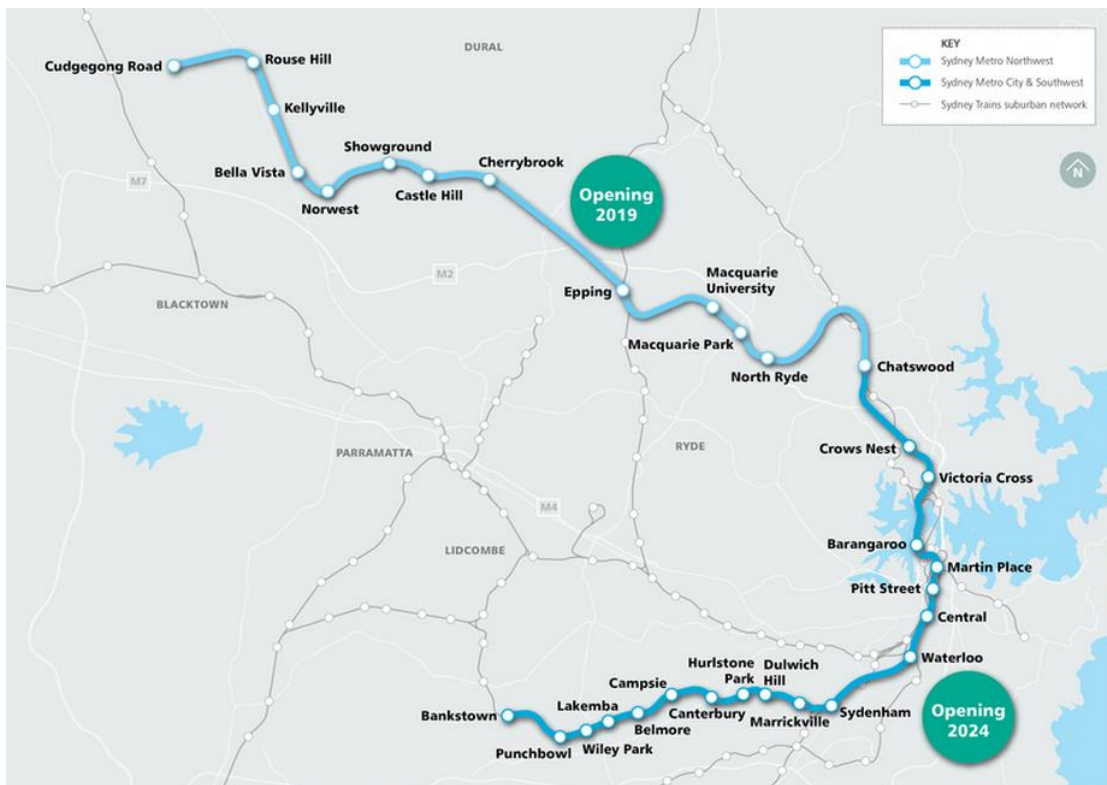 DURAL
KEY
Sydney Metro Northwest
Sydney Metro City & Southwest
Sydney Trains suburban network
N
Cudgegong Road
Rouse Hill
Kellyville
Showground
Bella Vista
Norwest
Castle Hill
Cherrybrook
M7
Opening
2019
M2
BLACKTOWN
Epping
Macquarie
University
Macquarie Park
North Ryde
Chatswood
PARRAMATTA
RYDE
Crows Nest
Victoria Cross
M4
LIDCOMBE
Barangaroo
Martin Place
Pitt Street
Central
Waterloo
Hurlstone
Park
Dulwich
Hill
Campsie
Lakemba
Bankstown
Canterbury
Marrickville
Sydenham
Belmore
Punchbowl
Wiley Park
Opening
2024